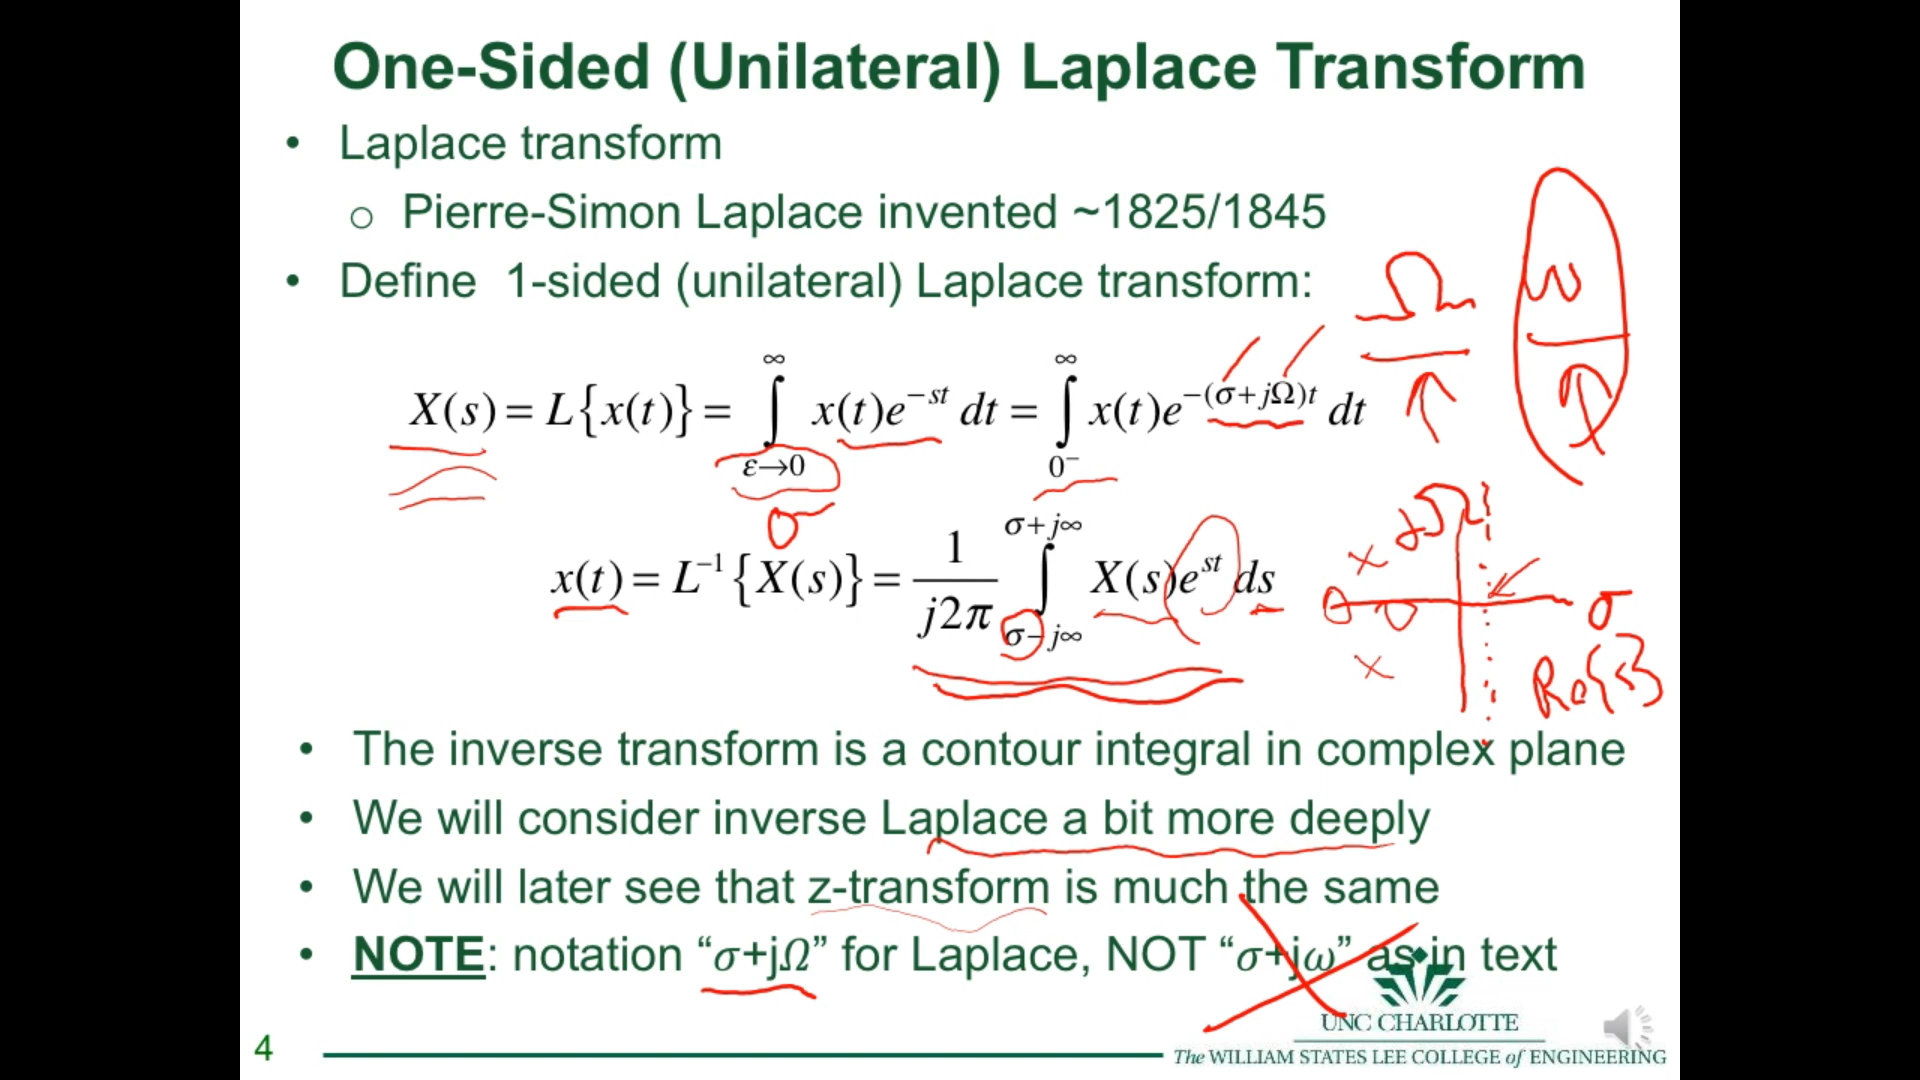 One-Sided (Unilateral) Laplace Transform
• Laplace transform
o Pierre-Simon Laplace invented ~1825/1845
• Define 1-sided (unilateral) Laplace transform:
Ω ω
X(s) = L{x(t)} = ∫_{ε→0}^{∞} x(t)e^{-st} dt = ∫_{0^-}^{∞} x(t)e^{-(σ+jΩ)t} dt
σ
jΩ
x(t) = L^{-1}{X(s)} = \frac{1}{j2π} ∫_{σ-j∞}^{σ+j∞} X(s)e^{st} ds
σ
Re{s}
• The inverse transform is a contour integral in complex plane
• We will consider inverse Laplace a bit more deeply
• We will later see that z-transform is much the same
• NOTE: notation “σ+jΩ” for Laplace, NOT “σ+jω” as in text
UNC CHARLOTTE
The WILLIAM STATES LEE COLLEGE of ENGINEERING
4